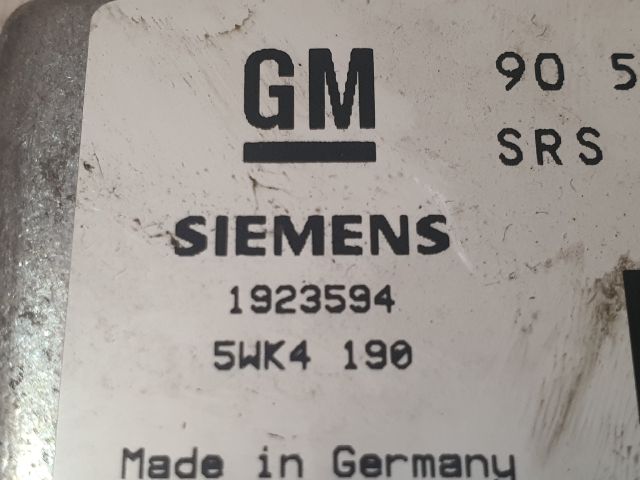 GM 90 5
SRS
SIEMENS
1923594
5WK4 190
Made in Germany